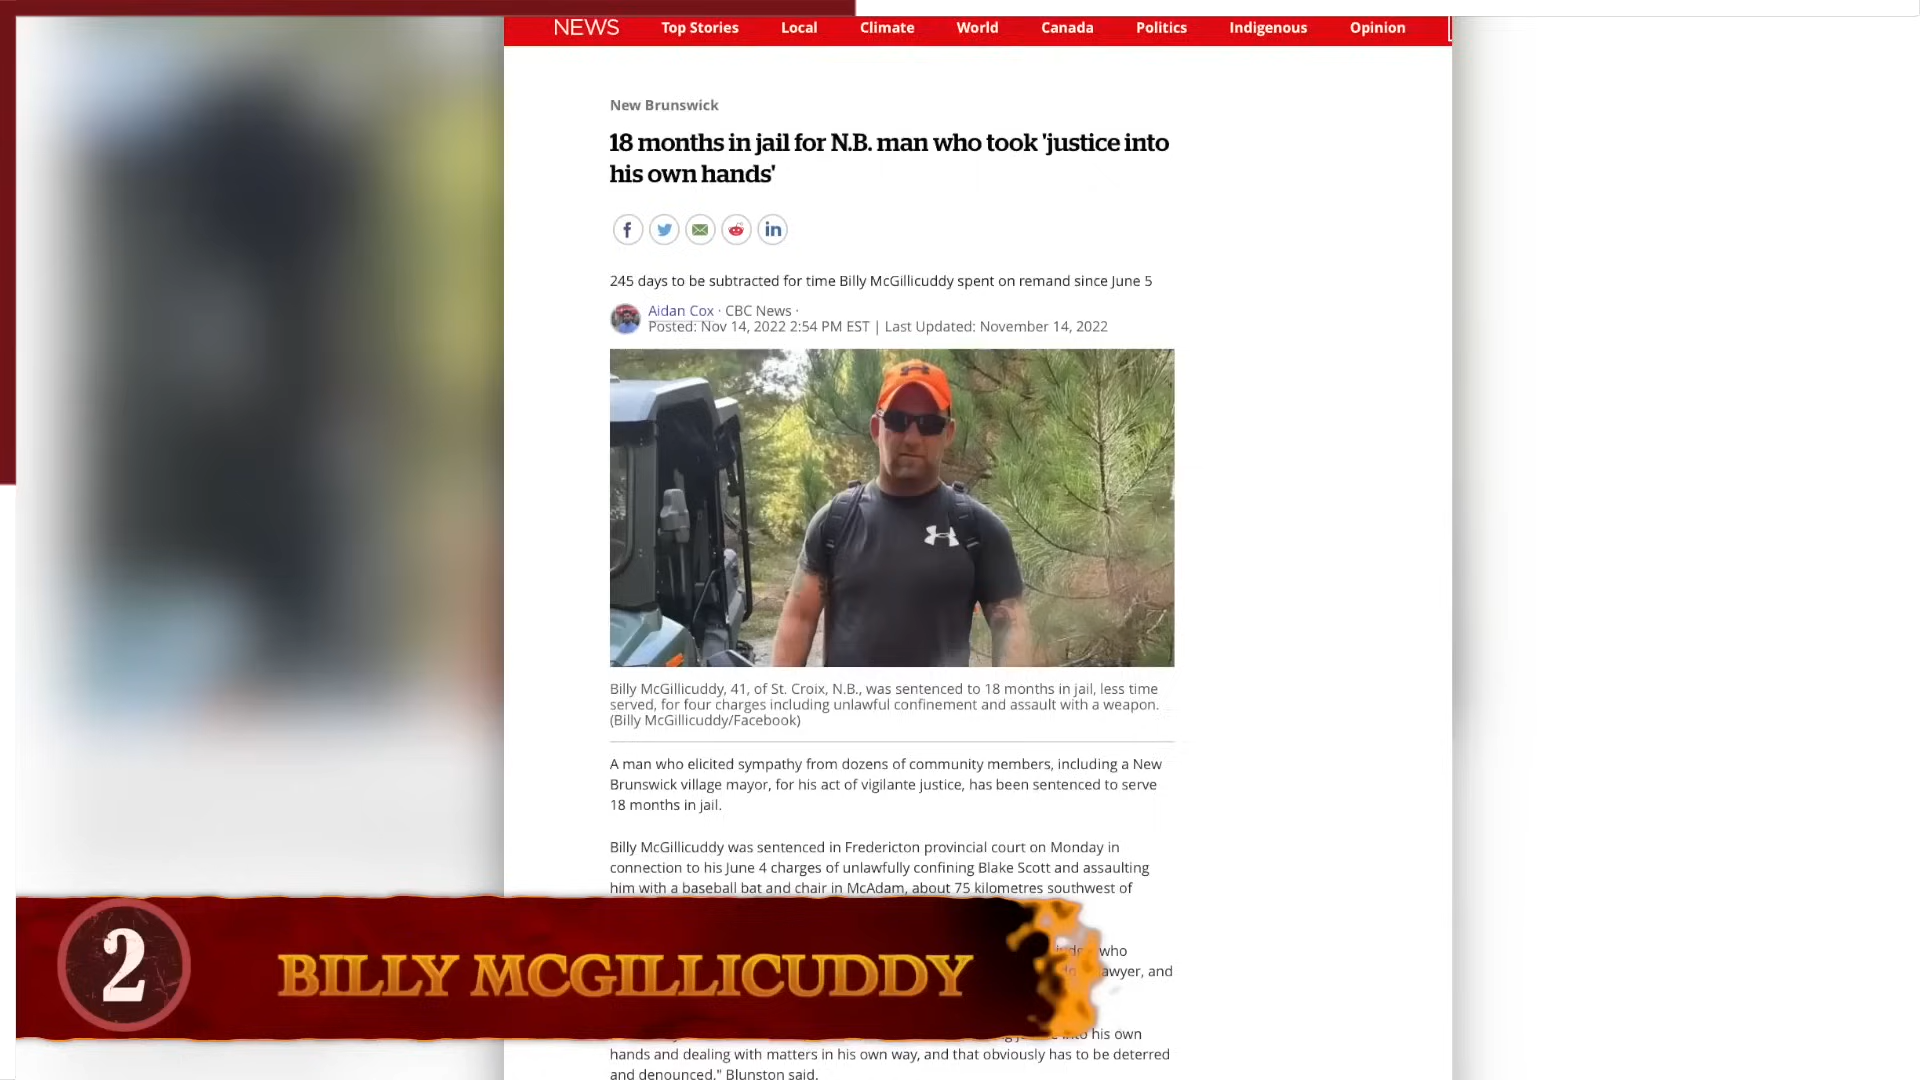 NEWS Top Stories Local Climate World Canada Politics Indigenous Opinion
New Brunswick
18 months in jail for N.B. man who took 'justice into
his own hands'
245 days to be subtracted for time Billy McGillicuddy spent on remand since June 5
Aidan Cox · CBC News ·
Posted: Nov 14, 2022 2:54 PM EST | Last Updated: November 14, 2022
Billy McGillicuddy, 41, of St. Croix, N.B., was sentenced to 18 months in jail, less time
served, for four charges including unlawful confinement and assault with a weapon.
(Billy McGillicuddy/Facebook)
A man who elicited sympathy from dozens of community members, including a New
Brunswick village mayor, for his act of vigilante justice, has been sentenced to serve
18 months in jail.
Billy McGillicuddy was sentenced in Fredericton provincial court on Monday in
connection to his June 4 charges of unlawfully confining Blake Scott and assaulting
him with a baseball bat and chair in McAdam, about 75 kilometres southwest of
who
and
2 BILLY MCGILLICUDDY
his own
hands and dealing with matters in his own way, and that obviously has to be deterred
and denounced," Blunston said.